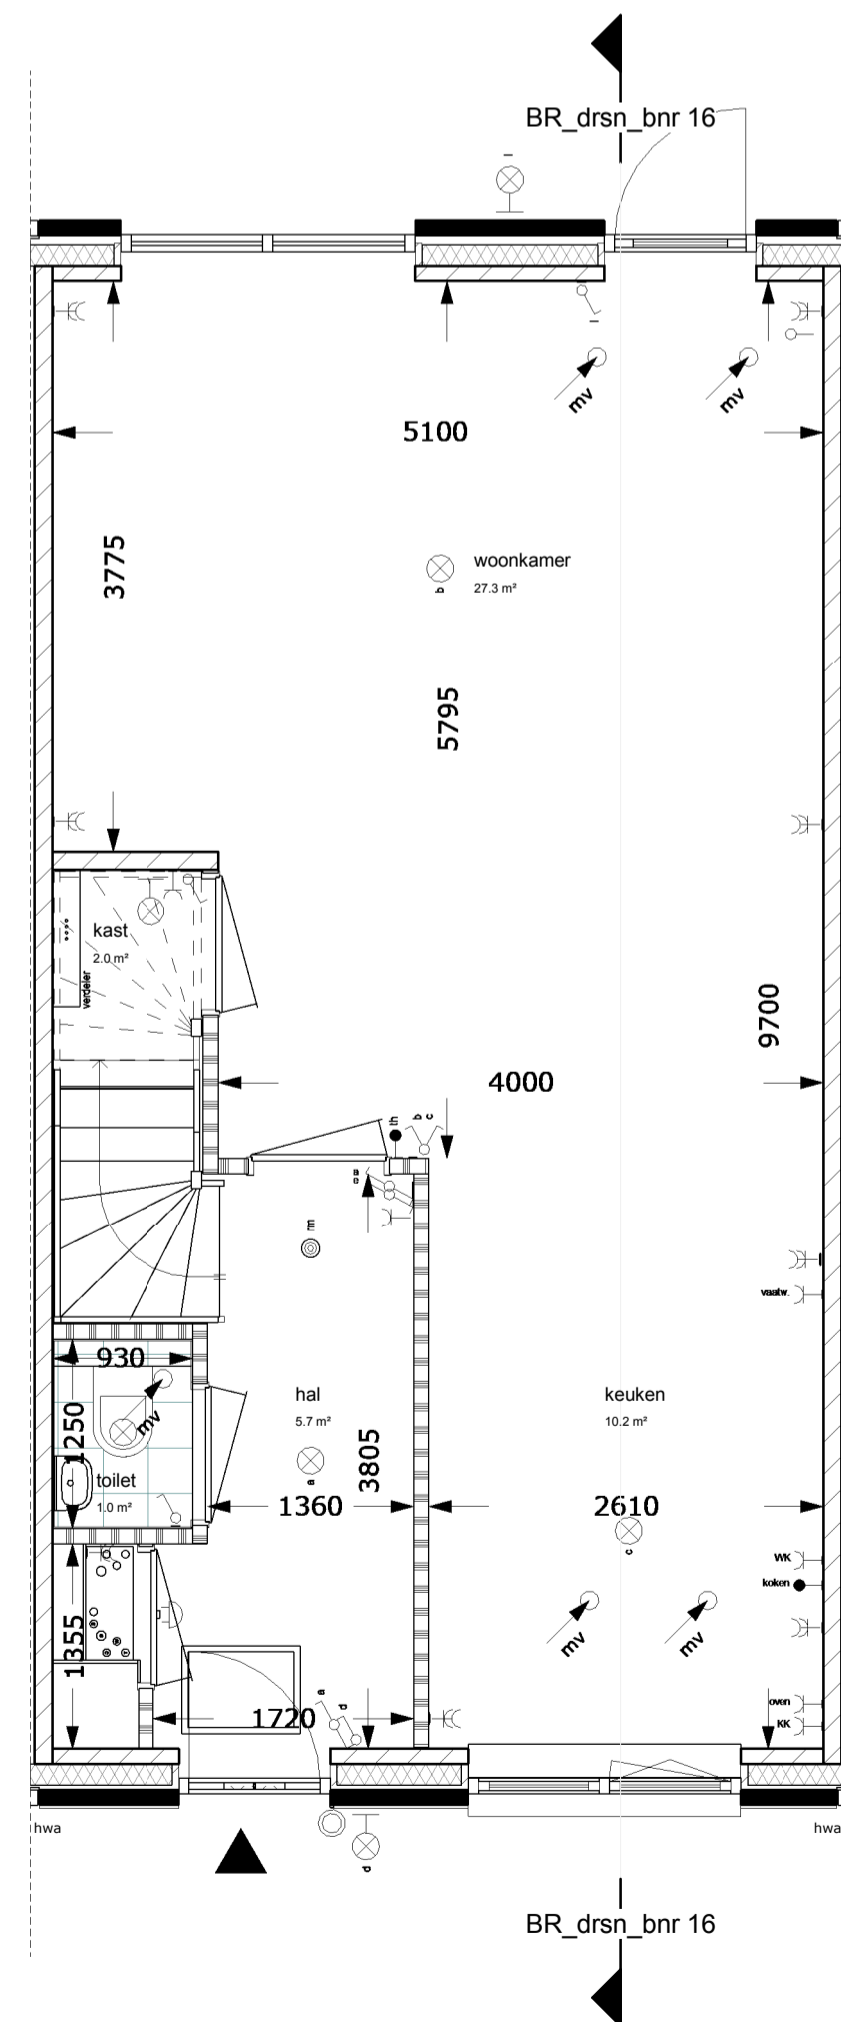 BR_drsn_bnr 16
l
l
mv
mv
5100
3775
woonkamer
27.3 m²
b
5795
kast
2.0 m²
verdeler
9700
4000
th
b
c
rm
vaatw.
930
mv
1250
toilet
1.0 m²
hal
5.7 m²
a
3805
keuken
10.2 m²
1360
2610
c
WK
koken
mv
mv
1355
oven
KK
a
d
1720
hwa
hwa
d
BR_drsn_bnr 16